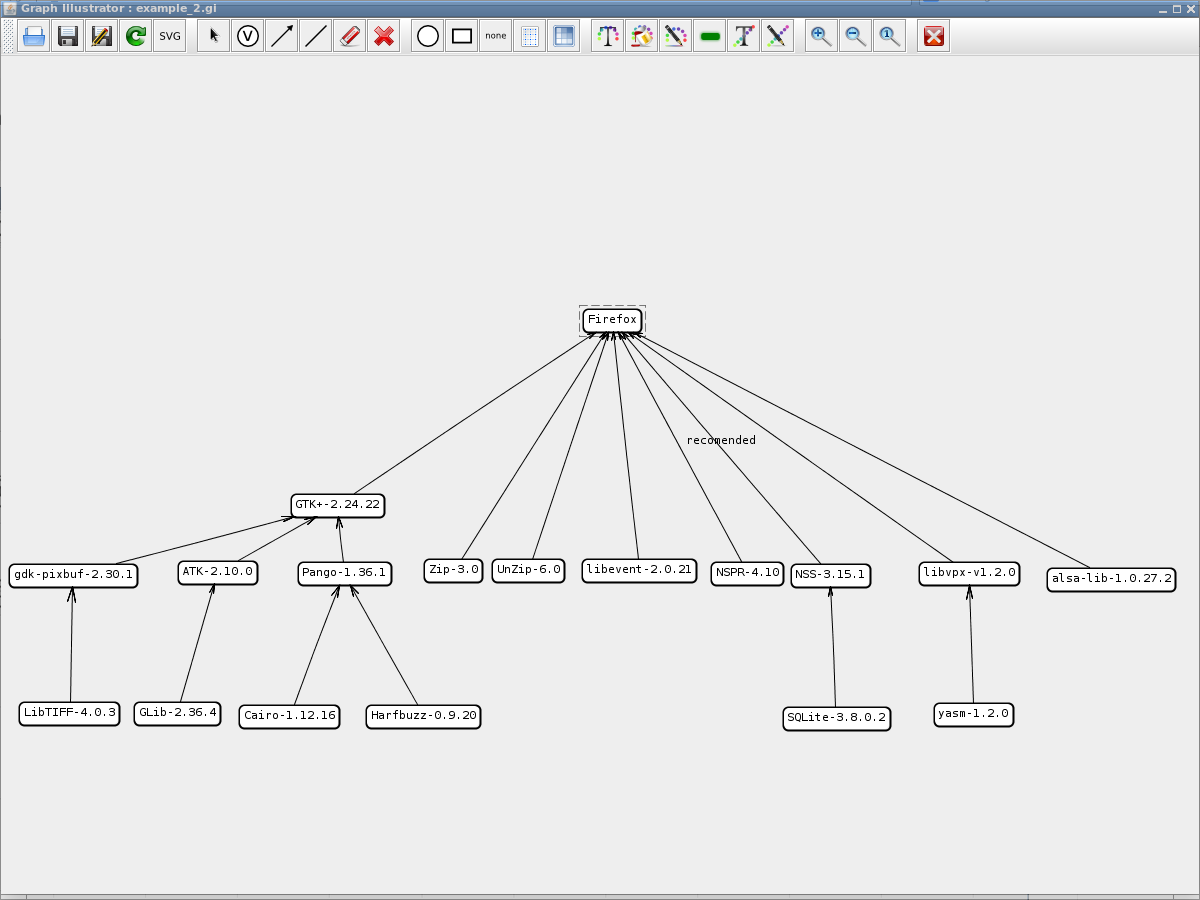 Graph Illustrator : example_2.gl
SVG
V
none
T
T
1
Firefox
recomended
GTK+-2.24.22
gdk-pixbuf-2.30.1
ATK-2.10.0
Pango-1.36.1
Zip-3.0
UnZip-6.0
libevent-2.0.21
NSPR-4.10
NSS-3.15.1
libvpx-v1.2.0
alsa-lib-1.0.27.2
LibTIFF-4.0.3
GLib-2.36.4
Cairo-1.12.16
Harfbuzz-0.9.20
SQLite-3.8.0.2
yasm-1.2.0